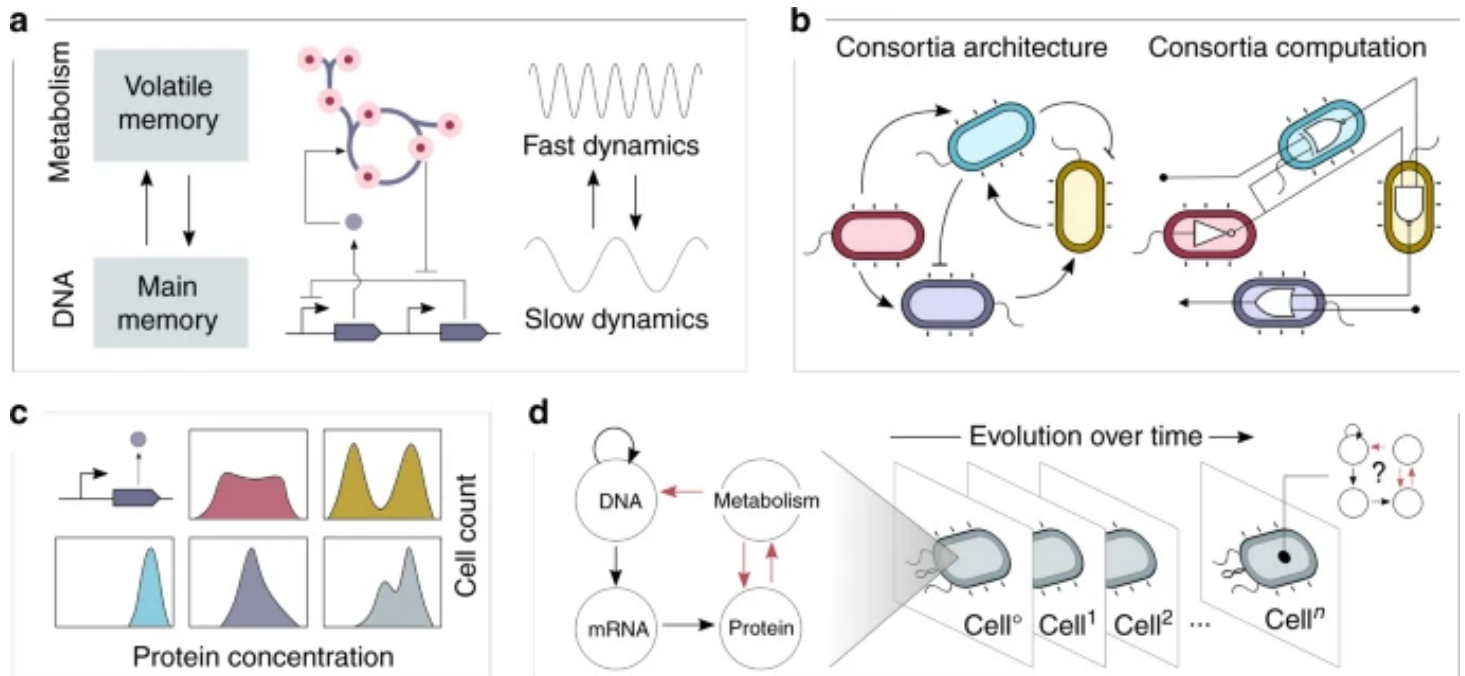 a
Metabolism
Volatile
memory
DNA
Main
memory
Fast dynamics
Slow dynamics
b
Consortia architecture
Consortia computation
c
Cell count
Protein concentration
d
Evolution over time
DNA
Metabolism
mRNA
Protein
Cell°
Cell¹
Cell²
...
Cellⁿ
?